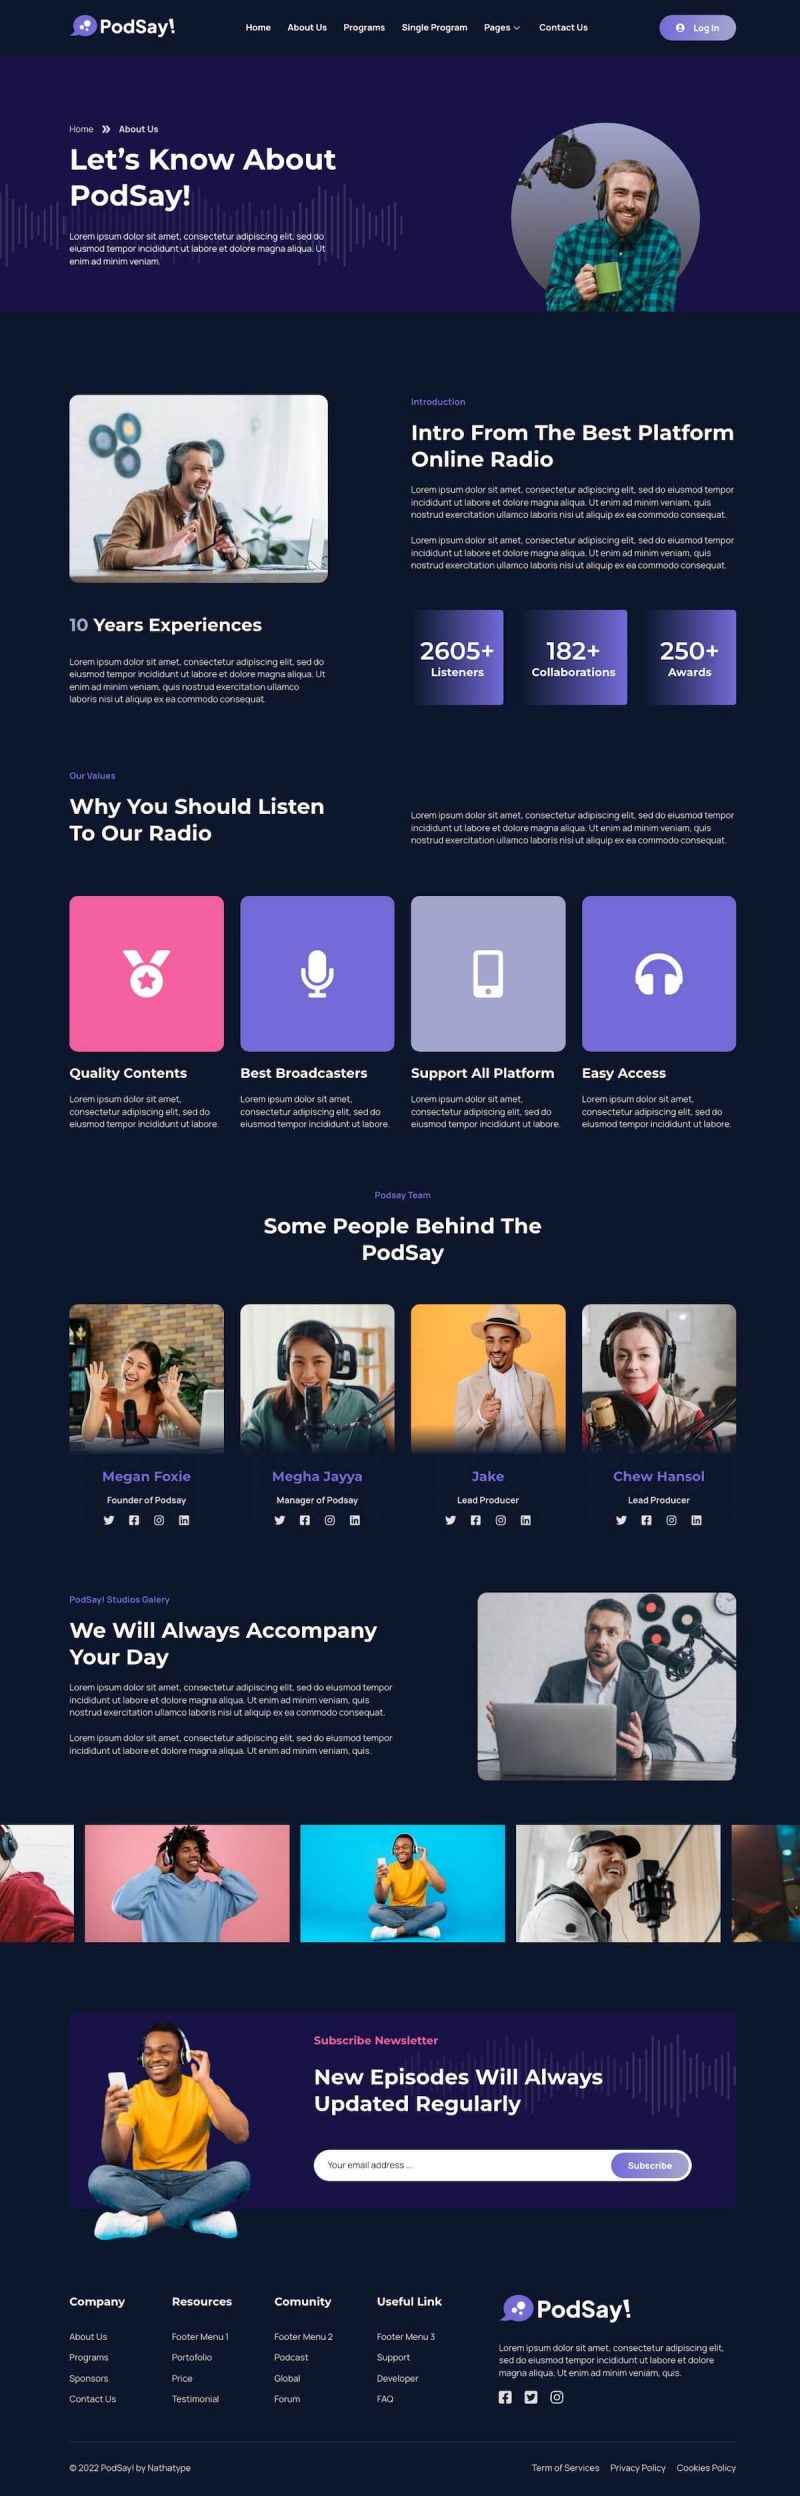 PodSay!
Home
About Us
Programs
Single Program
Pages
Contact Us
Log In
Home
About Us
Let's Know About
PodSay!
Lorem ipsum dolor sit amet, consectetur adipiscing elit, sed do
eiusmod tempor incididunt ut labore et dolore magna aliqua. Ut
enim ad minim veniam.
Introduction
Intro From The Best Platform
Online Radio
Lorem ipsum dolor sit amet, consectetur adipiscing elit, sed do eiusmod tempor
incididunt ut labore et dolore magna aliqua. Ut enim ad minim veniam, quis
nostrud exercitation ullamco laboris nisi ut aliquip ex ea commodo consequat.
Lorem ipsum dolor sit amet, consectetur adipiscing elit, sed do eiusmod tempor
incididunt ut labore et dolore magna aliqua. Ut enim ad minim veniam, quis
nostrud exercitation ullamco laboris nisi ut aliquip ex ea commodo consequat.
10 Years Experiences
Lorem ipsum dolor sit amet, consectetur adipiscing elit, sed do
eiusmod tempor incididunt ut labore et dolore magna aliqua. Ut
enim ad minim veniam, quis nostrud exercitation ullamco
laboris nisi ut aliquip ex ea commodo consequat.
2605+
Listeners
182+
Collaborations
250+
Awards
Our Values
Why You Should Listen
To Our Radio
Lorem ipsum dolor sit amet, consectetur adipiscing elit, sed do eiusmod tempor
incididunt ut labore et dolore magna aliqua. Ut enim ad minim veniam, quis
nostrud exercitation ullamco laboris nisi ut aliquip ex ea commodo consequat.
Quality Contents
Lorem ipsum dolor sit amet,
consectetur adipiscing elit, sed do
eiusmod tempor incididunt ut labore.
Best Broadcasters
Lorem ipsum dolor sit amet,
consectetur adipiscing elit, sed do
eiusmod tempor incididunt ut labore.
Support All Platform
Lorem ipsum dolor sit amet,
consectetur adipiscing elit, sed do
eiusmod tempor incididunt ut labore.
Easy Access
Lorem ipsum dolor sit amet,
consectetur adipiscing elit, sed do
eiusmod tempor incididunt ut labore.
Podsay Team
Some People Behind The
PodSay
Megan Foxie
Founder of Podsay
Megha Jayya
Manager of Podsay
Jake
Lead Producer
Chew Hansol
Lead Producer
PodSay! Studios Galery
We Will Always Accompany
Your Day
Lorem ipsum dolor sit amet, consectetur adipiscing elit, sed do eiusmod tempor
incididunt ut labore et dolore magna aliqua. Ut enim ad minim veniam, quis
nostrud exercitation ullamco laboris nisi ut aliquip ex ea commodo consequat.
Lorem ipsum dolor sit amet, consectetur adipiscing elit, sed do eiusmod tempor
incididunt ut labore et dolore magna aliqua. Ut enim ad minim veniam, quis.
Subscribe Newsletter
New Episodes Will Always
Updated Regularly
Your email address ...
Subscribe
Company
About Us
Programs
Sponsors
Contact Us
Resources
Footer Menu 1
Portofolio
Price
Testimonial
Comunity
Footer Menu 2
Podcast
Global
Forum
Useful Link
Footer Menu 3
Support
Developer
FAQ
PodSay!
Lorem ipsum dolor sit amet, consectetur adipiscing elit,
sed do eiusmod tempor incididunt ut labore et dolore
magna aliqua. Ut enim ad minim veniam, quis.
© 2022 PodSay! by Nathatype
Term of Services
Privacy Policy
Cookies Policy